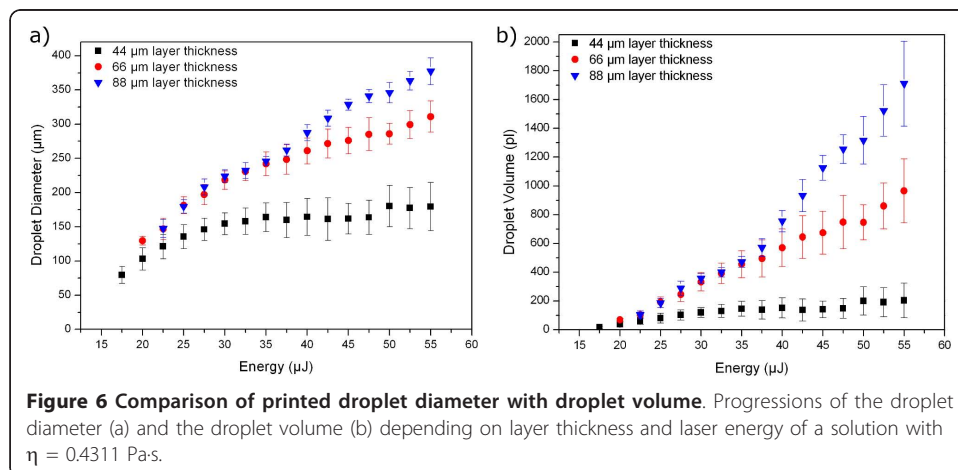 a)
44 µm layer thickness
66 µm layer thickness
88 µm layer thickness
400
350
300
250
200
150
100
50
0
Droplet Diameter (µm)
15 20 25 30 35 40 45 50 55 60
Energy (µJ)
b)
44 µm layer thickness
66 µm layer thickness
88 µm layer thickness
2000
1800
1600
1400
1200
1000
800
600
400
200
0
Droplet Volume (pl)
15 20 25 30 35 40 45 50 55 60
Energy (µJ)
Figure 6 Comparison of printed droplet diameter with droplet volume. Progressions of the droplet
diameter (a) and the droplet volume (b) depending on layer thickness and laser energy of a solution with
η = 0.4311 Pa·s.